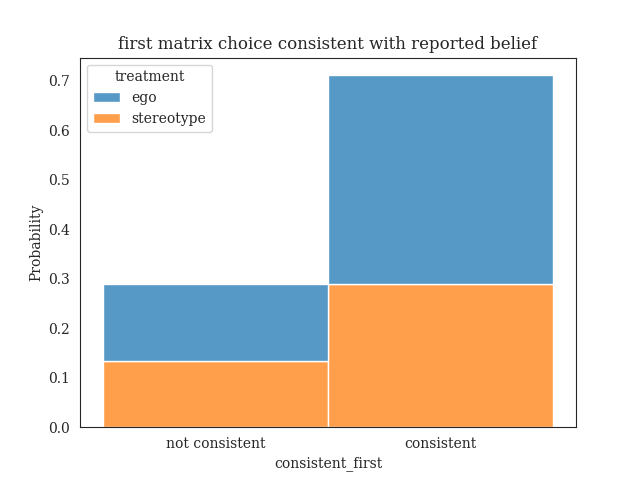 first matrix choice consistent with reported belief
treatment
ego
stereotype
Probability
0.7
0.6
0.5
0.4
0.3
0.2
0.1
0.0
not consistent
consistent
consistent_first